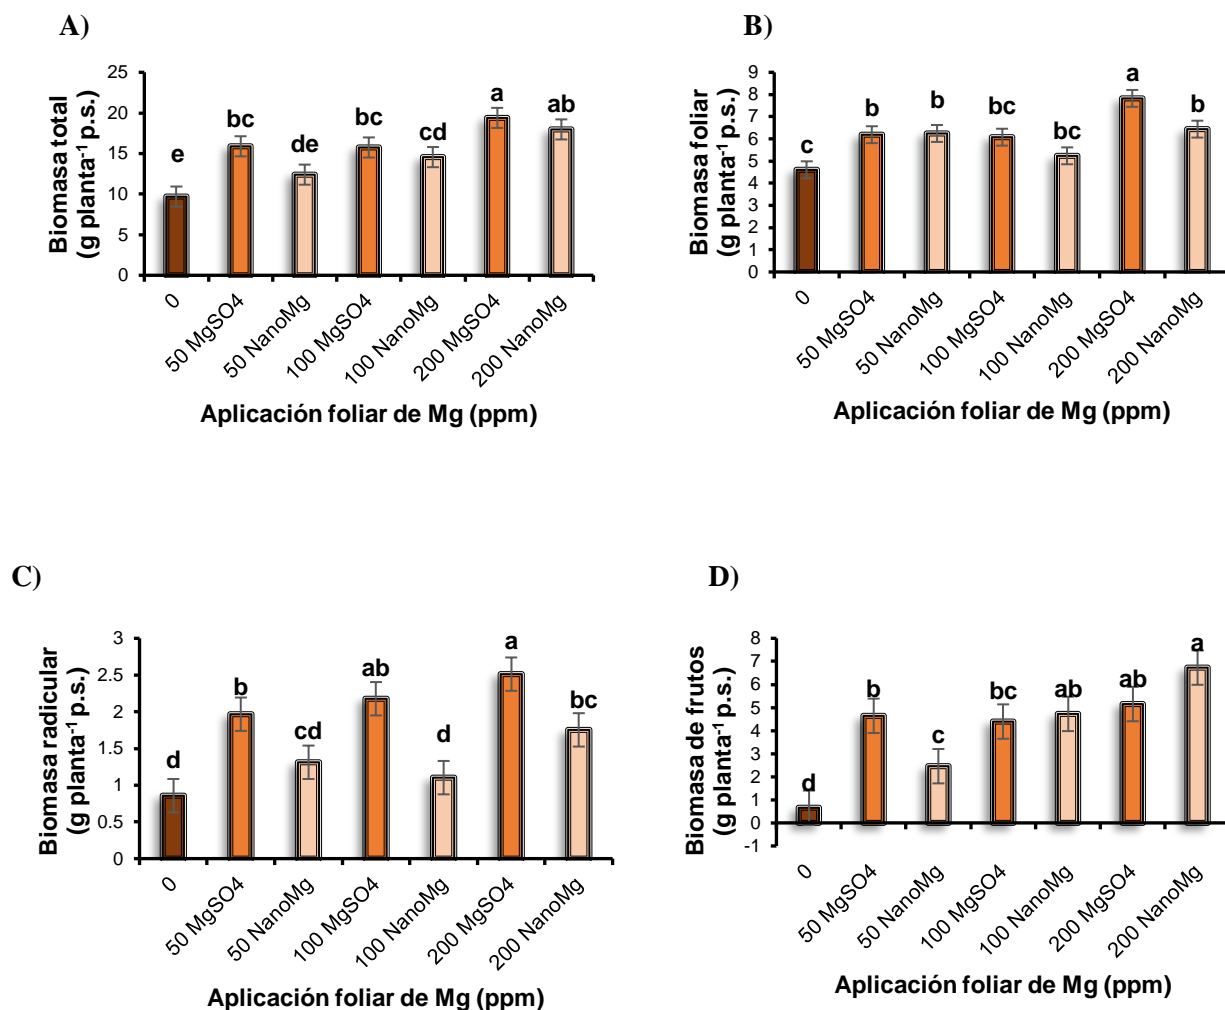 A)
Biomasa total
(g planta⁻¹ p.s.)
25
20
15
10
5
0
e
bc
de
bc
cd
a
ab
0
50 MgSO4
50 NanoMg
100 MgSO4
100 NanoMg
200 MgSO4
200 NanoMg
Aplicación foliar de Mg (ppm)
B)
Biomasa foliar
(g planta⁻¹ p.s.)
9
8
7
6
5
4
3
2
1
0
c
b
b
bc
bc
a
b
0
50 MgSO4
50 NanoMg
100 MgSO4
100 NanoMg
200 MgSO4
200 NanoMg
Aplicación foliar de Mg (ppm)
C)
Biomasa radicular
(g planta⁻¹ p.s.)
3
2.5
2
1.5
1
0.5
0
d
b
cd
ab
d
a
bc
0
50 MgSO4
50 NanoMg
100 MgSO4
100 NanoMg
200 MgSO4
200 NanoMg
Aplicación foliar de Mg (ppm)
D)
Biomasa de frutos
(g planta⁻¹ p.s.)
8
7
6
5
4
3
2
1
0
-1
d
b
c
bc
ab
ab
a
0
50 MgSO4
50 NanoMg
100 MgSO4
100 NanoMg
200 MgSO4
200 NanoMg
Aplicación foliar de Mg (ppm)